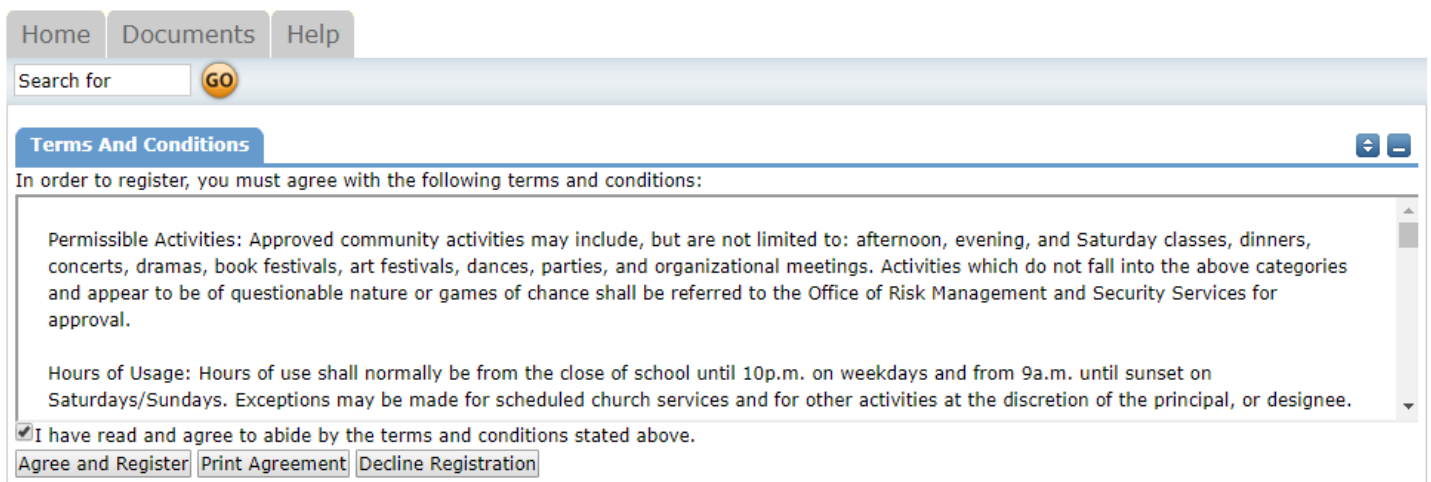 Home Documents Help
Search for GO
Terms And Conditions
In order to register, you must agree with the following terms and conditions:
Permissible Activities: Approved community activities may include, but are not limited to: afternoon, evening, and Saturday classes, dinners,
concerts, dramas, book festivals, art festivals, dances, parties, and organizational meetings. Activities which do not fall into the above categories
and appear to be of questionable nature or games of chance shall be referred to the Office of Risk Management and Security Services for
approval.
Hours of Usage: Hours of use shall normally be from the close of school until 10p.m. on weekdays and from 9a.m. until sunset on
Saturdays/Sundays. Exceptions may be made for scheduled church services and for other activities at the discretion of the principal, or designee.
I have read and agree to abide by the terms and conditions stated above.
Agree and Register Print Agreement Decline Registration